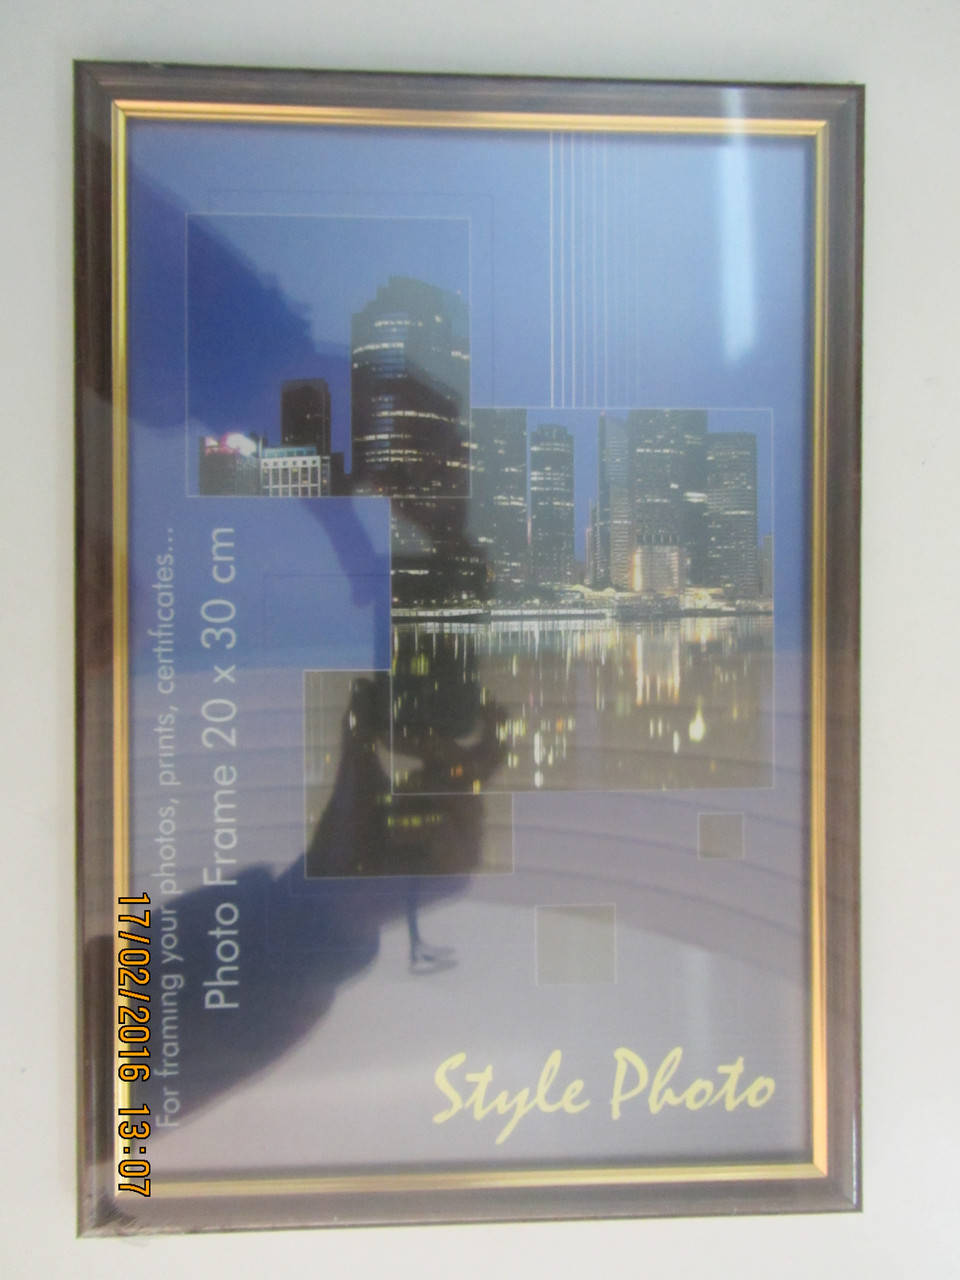 For framing your photos, prints, certificates...
Photo Frame 20 x 30 cm
Style Photo
17/02/2016 13:07